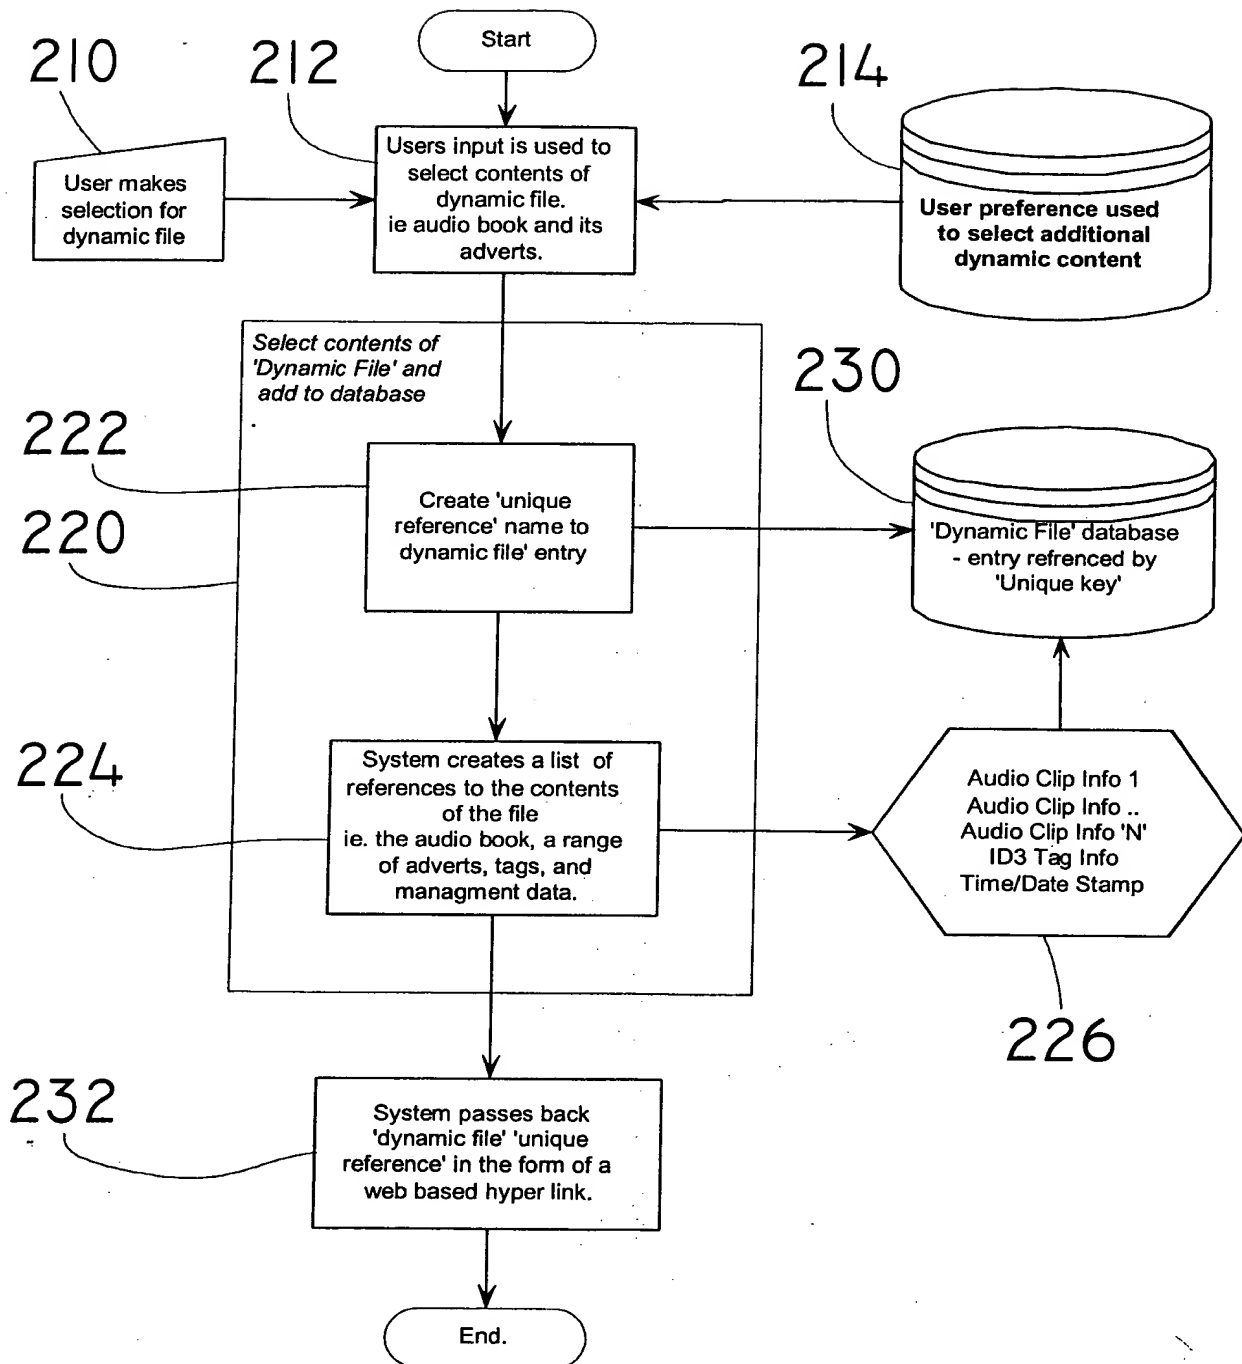 Start
210
212
214
User makes
selection for
dynamic file
Users input is used to
select contents of
dynamic file.
ie audio book and its
adverts.
User preference used
to select additional
dynamic content
Select contents of
'Dynamic File' and
add to database
230
222
Create 'unique
reference' name to
dynamic file' entry
220
'Dynamic File' database
- entry refrenced by
'Unique key'
224
System creates a list of
references to the contents
of the file
ie. the audio book, a range
of adverts, tags, and
managment data.
Audio Clip Info 1
Audio Clip Info ..
Audio Clip Info 'N'
ID3 Tag Info
Time/Date Stamp
226
232
System passes back
'dynamic file' 'unique
reference' in the form of a
web based hyper link.
End.